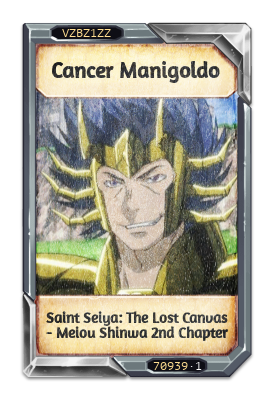 VZBZ1ZZ
Cancer Manigoldo
Saint Seiya: The Lost Canvas
- Meiou Shinwa 2nd Chapter
70939·1